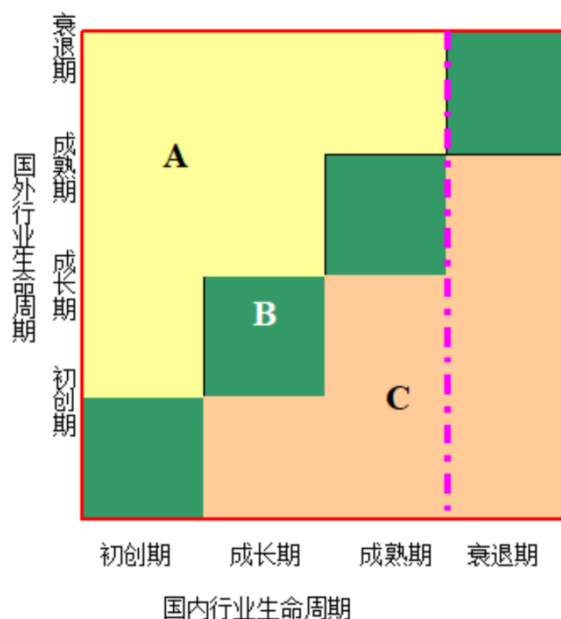 衰退期
成熟期
成长期
初创期
国外行业生命周期
A
B
C
初创期
成长期
成熟期
衰退期
国内行业生命周期